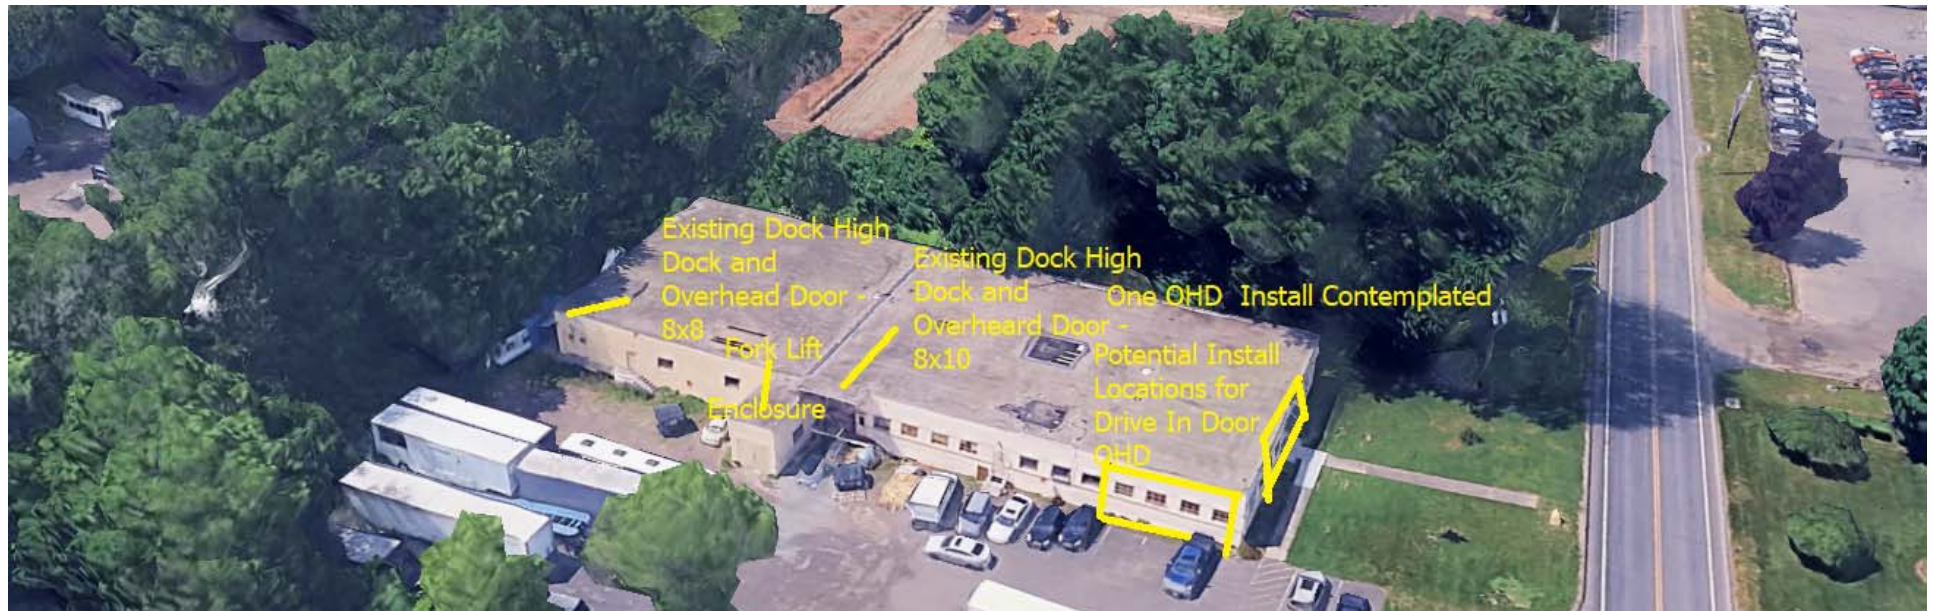 Existing Dock High
Dock and
Overhead Door -
8x8
Fork Lift
Enclosure
Existing Dock High
Dock and
Overheard Door -
8x10
One OHD  Install Contemplated
Potential Install
Locations for
Drive In Door
OHD